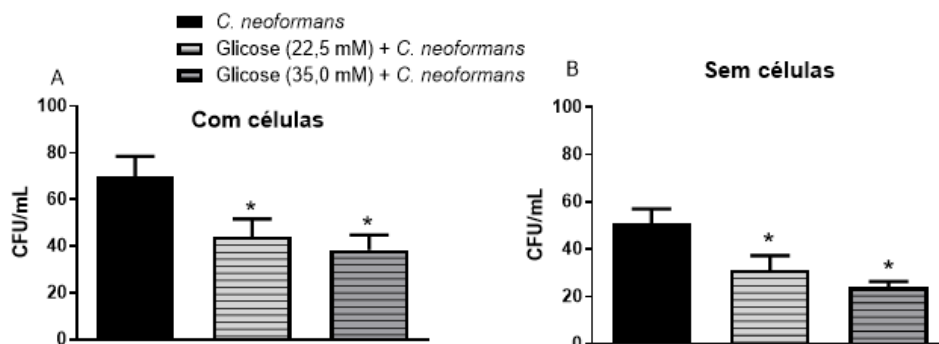 C. neoformans
Glicose (22,5 mM) + C. neoformans
Glicose (35,0 mM) + C. neoformans
A
Com células
100
80
60
40
20
0
CFU/mL
*
*
B
Sem células
100
80
60
40
20
0
CFU/mL
*
*